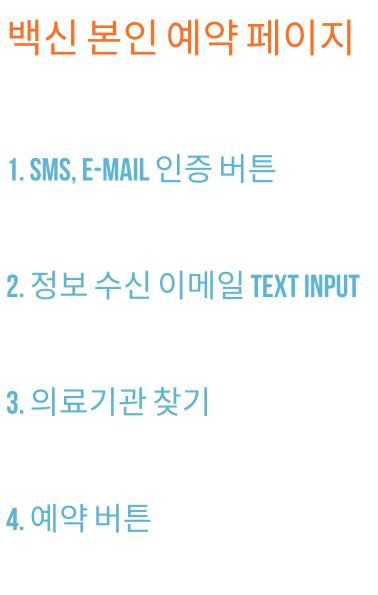 백신 본인 예약 페이지
1. SMS, E-MAIL 인증 버튼
2. 정보 수신 이메일 TEXT INPUT
3. 의료기관 찾기
4. 예약 버튼